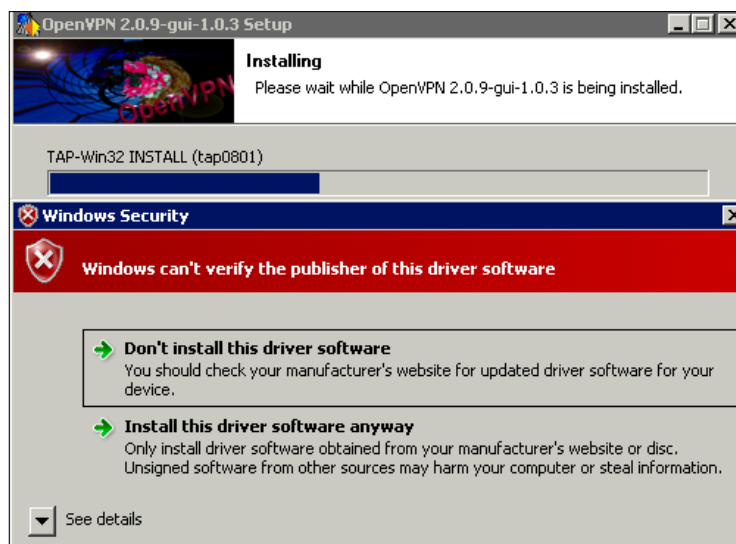 OpenVPN 2.0.9-gui-1.0.3 Setup
OpenVPN
Installing
Please wait while OpenVPN 2.0.9-gui-1.0.3 is being installed.
TAP-Win32 INSTALL (tap0801)
Windows Security
Windows can't verify the publisher of this driver software
Don't install this driver software
You should check your manufacturer's website for updated driver software for your
device.
Install this driver software anyway
Only install driver software obtained from your manufacturer's website or disc.
Unsigned software from other sources may harm your computer or steal information.
See details